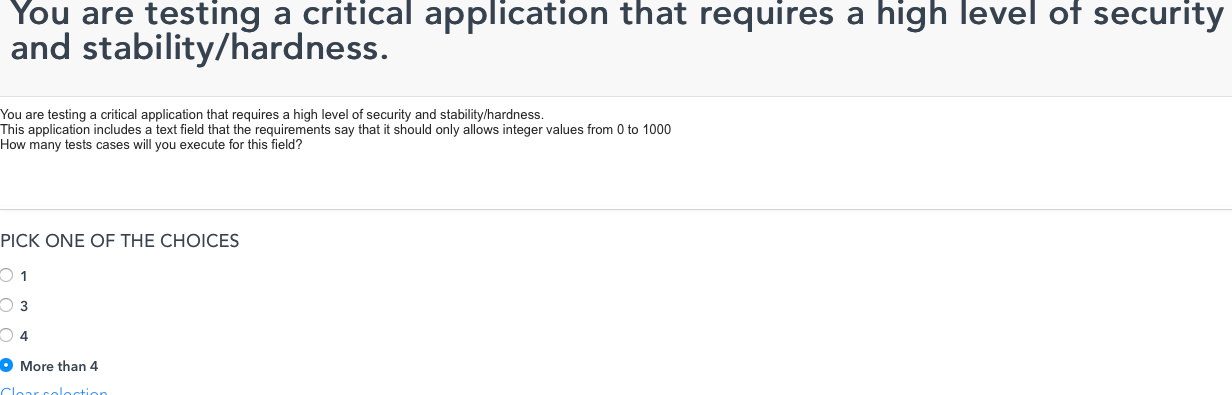 You are testing a critical application that requires a high level of security
and stability/hardness.
You are testing a critical application that requires a high level of security and stability/hardness.
This application includes a text field that the requirements say that it should only allows integer values from 0 to 1000
How many tests cases will you execute for this field?
PICK ONE OF THE CHOICES
1
3
4
More than 4
Clear selection